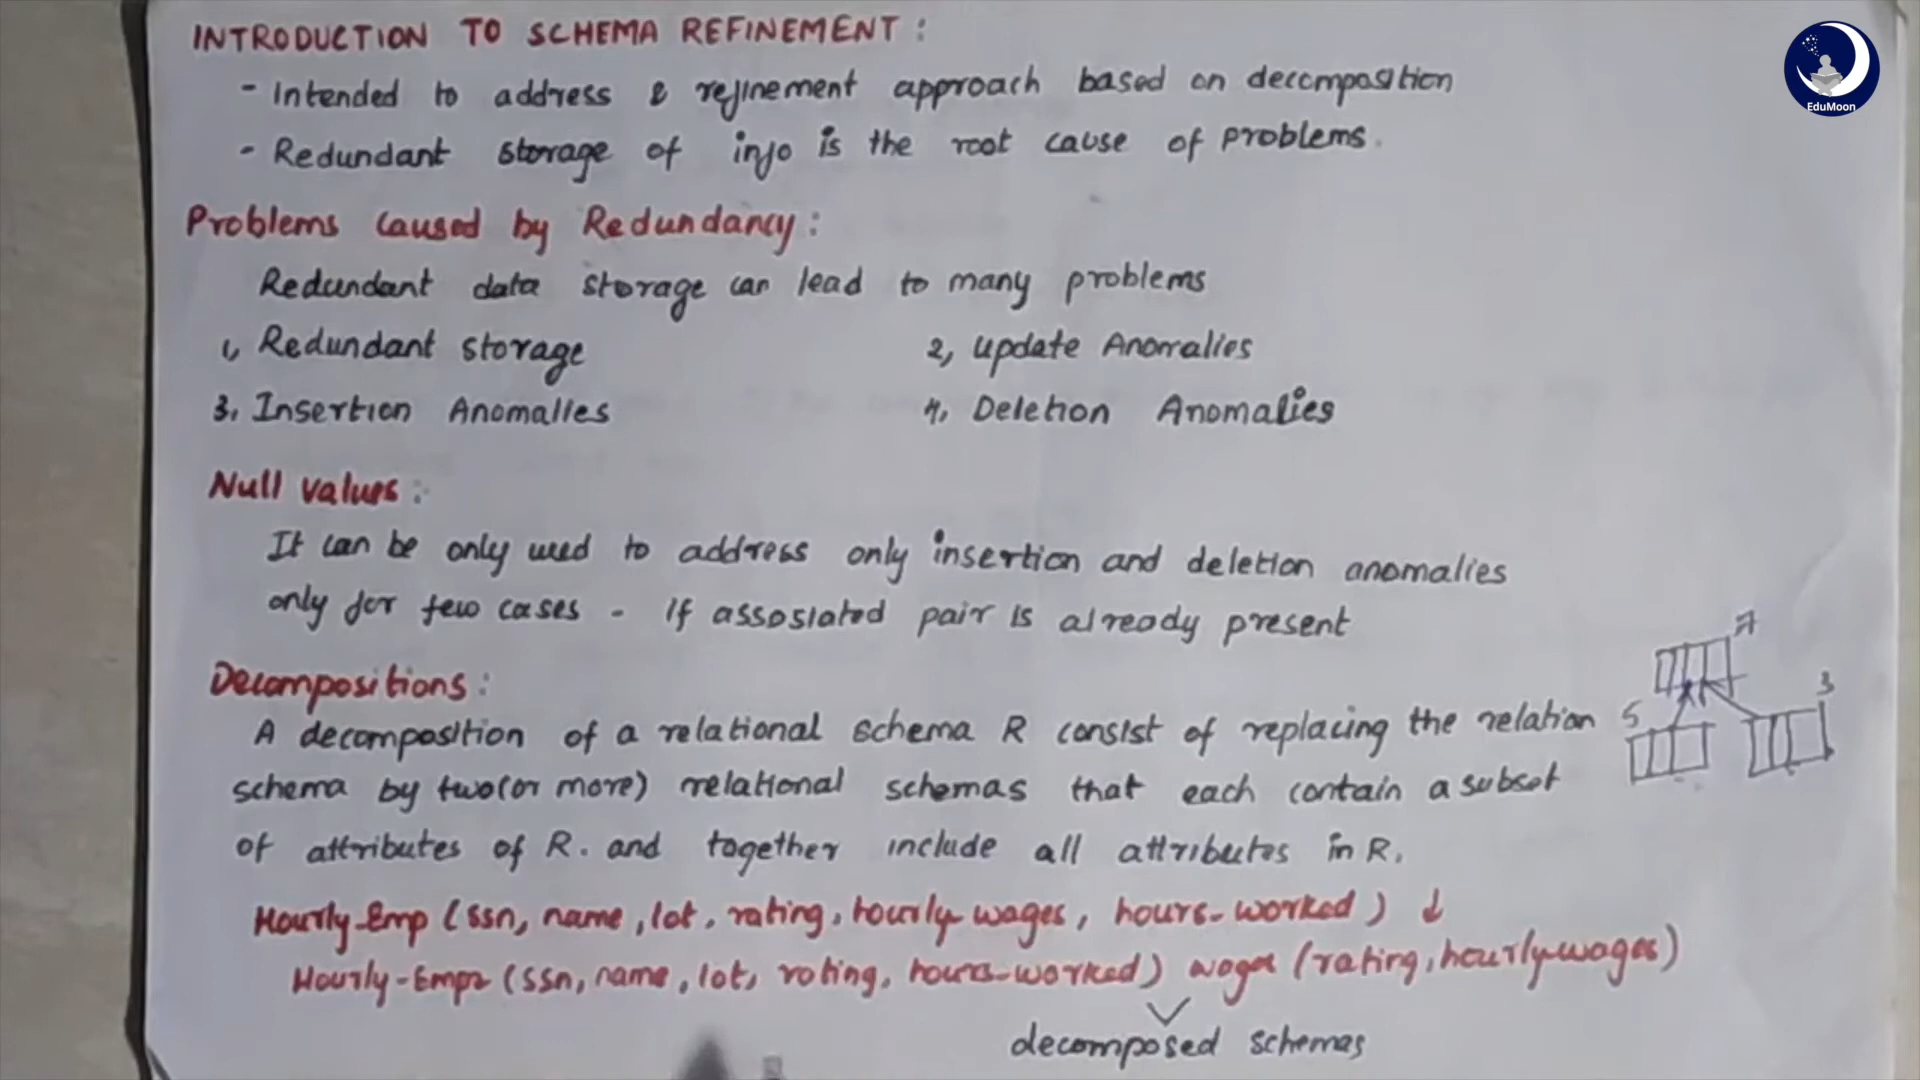 INTRODUCTION TO SCHEMA REFINEMENT :
- Intended to address & refinement approach based on decomposition
- Redundant storage of info is the root cause of problems.
Problems caused by Redundancy :
Redundant data storage can lead to many problems
1, Redundant storage 2, Update Anomalies
3, Insertion Anomalies 4, Deletion Anomalies
Null values :
It can be only used to address only insertion and deletion anomalies
only for few cases - If assosiated pair is already present
Decompositions :
A decomposition of a relational schema R consist of replacing the relation
schema by two(or more) relational schemas that each contain a subset
of attributes of R. and together include all attributes in R.
7
5 3
Hourly-Emp (ssn, name, lot, rating, hourly-wages, hours-worked) ↓
Hourly-Emp2 (ssn, name, lot, rating, hours-worked) wages (rating, hourly-wages)
decomposed schemas
EduMoon